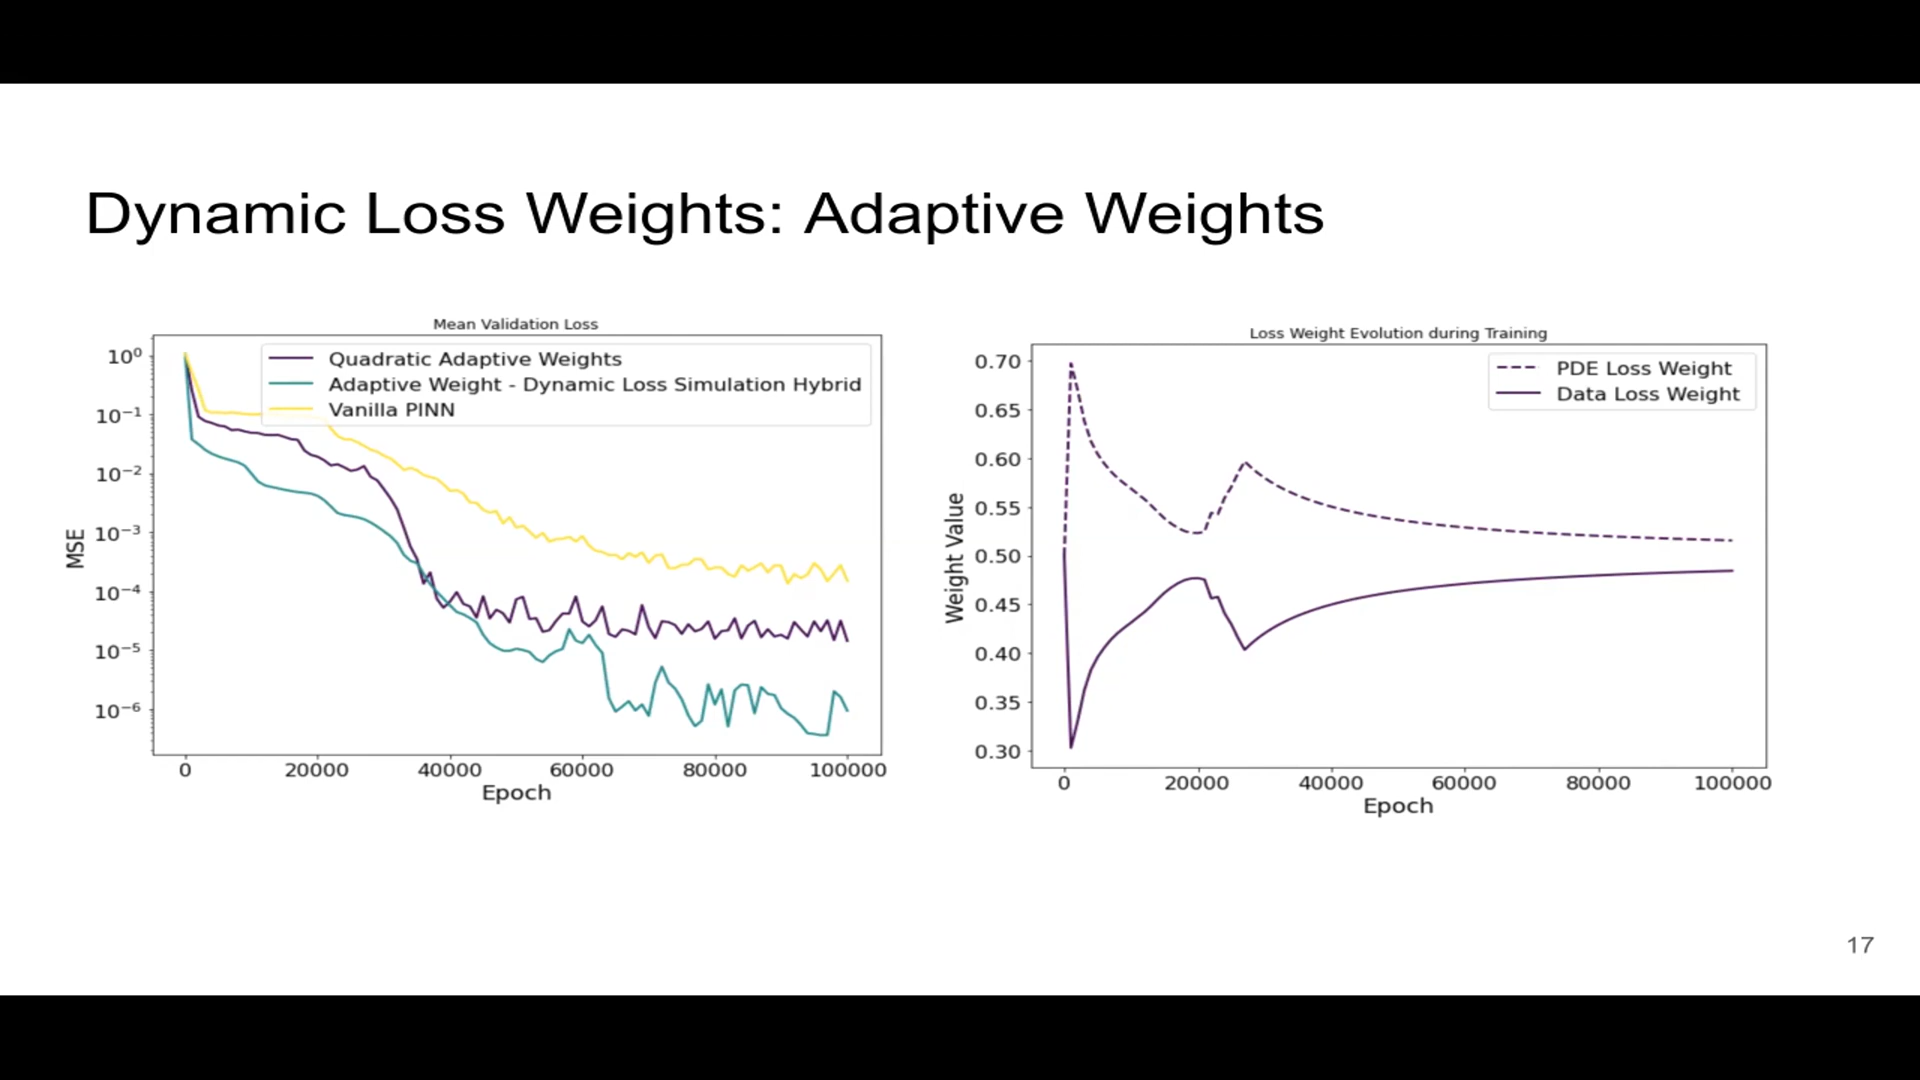 Dynamic Loss Weights: Adaptive Weights
Mean Validation Loss
Quadratic Adaptive Weights
Adaptive Weight - Dynamic Loss Simulation Hybrid
Vanilla PINN
10⁰
10⁻¹
10⁻²
10⁻³
10⁻⁴
10⁻⁵
10⁻⁶
MSE
0 20000 40000 60000 80000 100000
Epoch
Loss Weight Evolution during Training
PDE Loss Weight
Data Loss Weight
0.70
0.65
0.60
0.55
0.50
0.45
0.40
0.35
0.30
Weight Value
0 20000 40000 60000 80000 100000
Epoch
17